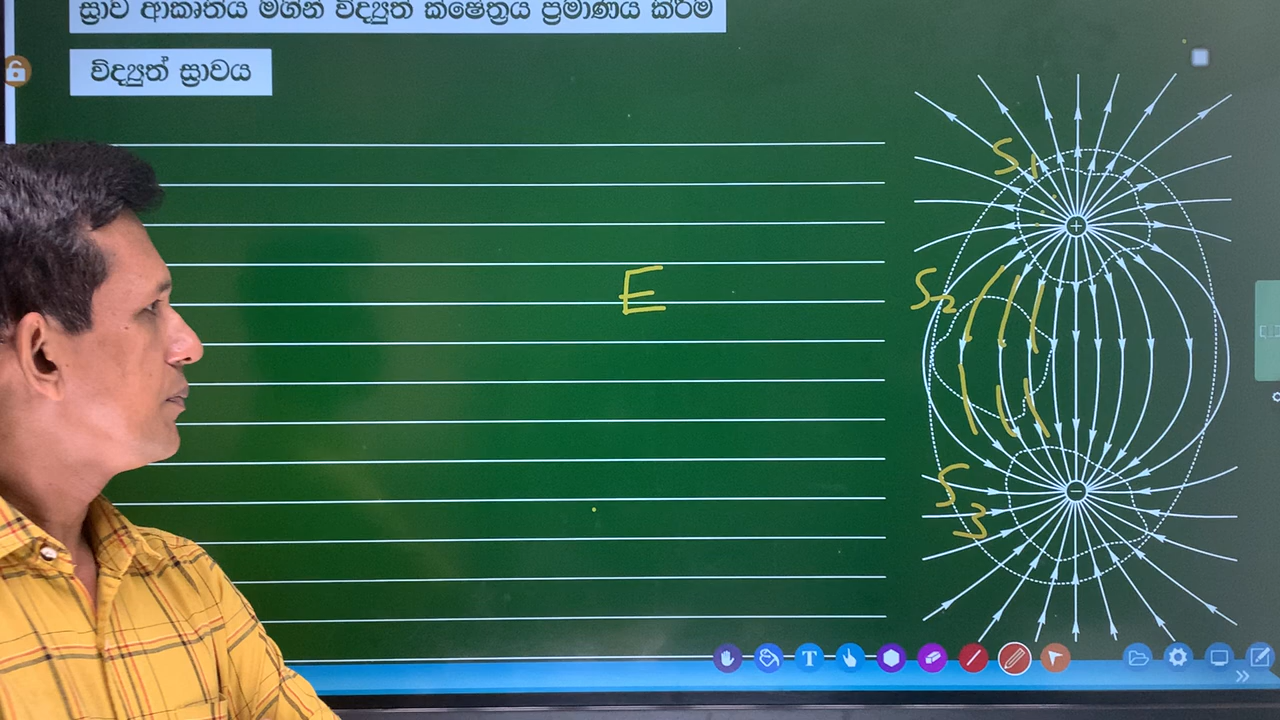 ස්‍රාව ආකෘතිය මගින් විද්‍යුත් ක්ෂේත්‍රය ප්‍රමාණය කිරීම
විද්‍යුත් ස්‍රාවය
S1
+
E
S2
S3
−
T